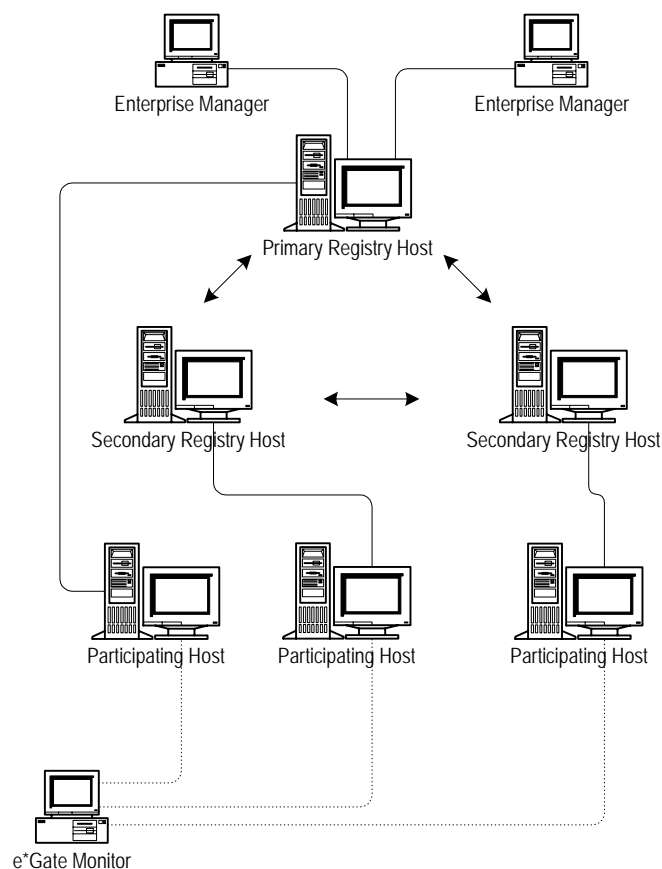 Enterprise Manager
Enterprise Manager
Primary Registry Host
Secondary Registry Host
Secondary Registry Host
Participating Host
Participating Host
Participating Host
e*Gate Monitor